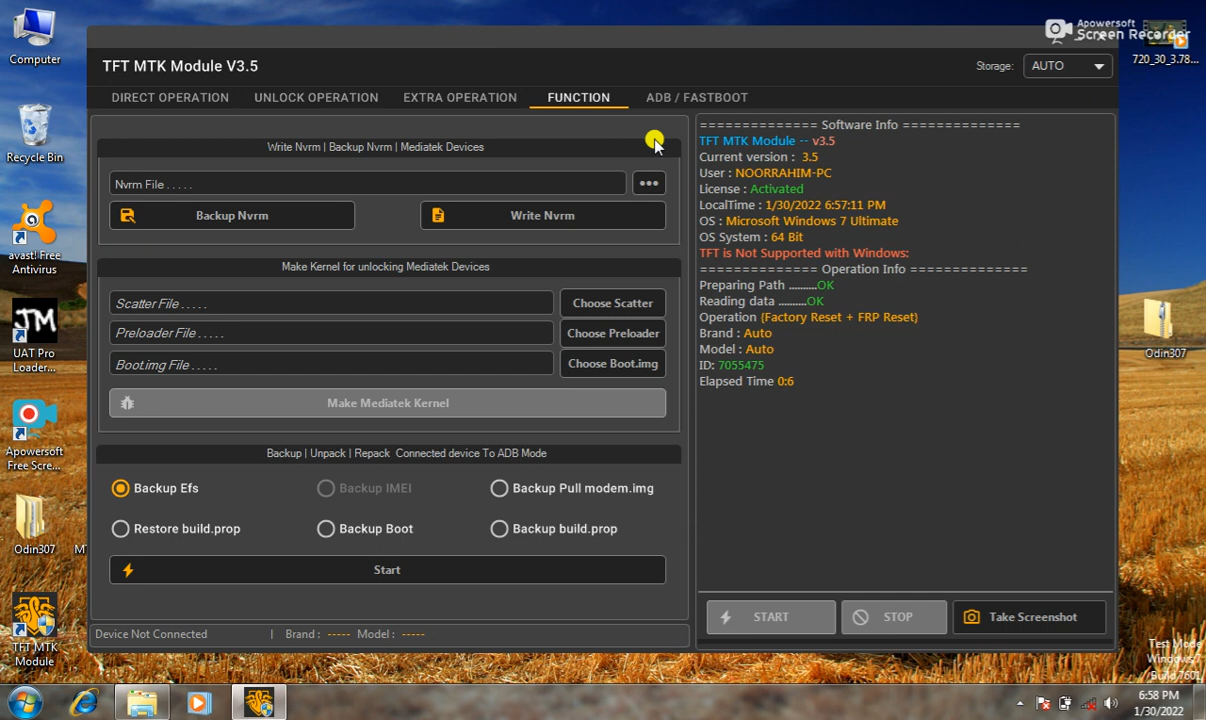 Computer
Recycle Bin
avast! Free
Antivirus
JM
UAT Pro
Loader...
Apowersoft
Free Scre...
Odin307
TFT MTK
Module
TFT MTK Module V3.5
Storage: AUTO
DIRECT OPERATION UNLOCK OPERATION EXTRA OPERATION FUNCTION ADB / FASTBOOT
Write Nvrm | Backup Nvrm | Mediatek Devices
Nvrm File . . . . .
Backup Nvrm Write Nvrm
Make Kernel for unlocking Mediatek Devices
Scatter File . . . . . Choose Scatter
Preloader File . . . . . Choose Preloader
Boot.img File . . . . . Choose Boot.img
Make Mediatek Kernel
Backup | Unpack | Repack Connected device To ADB Mode
Backup Efs Backup IMEI Backup Pull modem.img
Restore build.prop Backup Boot Backup build.prop
Start
Device Not Connected | Brand : ----- Model : -----
============== Software Info ==============
TFT MTK Module -- v3.5
Current version : 3.5
User : NOORRAHIM-PC
License : Activated
LocalTime : 1/30/2022 6:57:11 PM
OS : Microsoft Windows 7 Ultimate
OS System : 64 Bit
TFT is Not Supported with Windows:
============== Operation Info ==============
Preparing Path ..........OK
Reading data ..........OK
Operation {Factory Reset + FRP Reset}
Brand : Auto
Model : Auto
ID: 7055475
Elapsed Time 0:6
START STOP Take Screenshot
Apowersoft
Screen Recorder
720_30_3.78...
Odin307
Test Mode
Windows 7
Build 7601
6:58 PM
1/30/2022